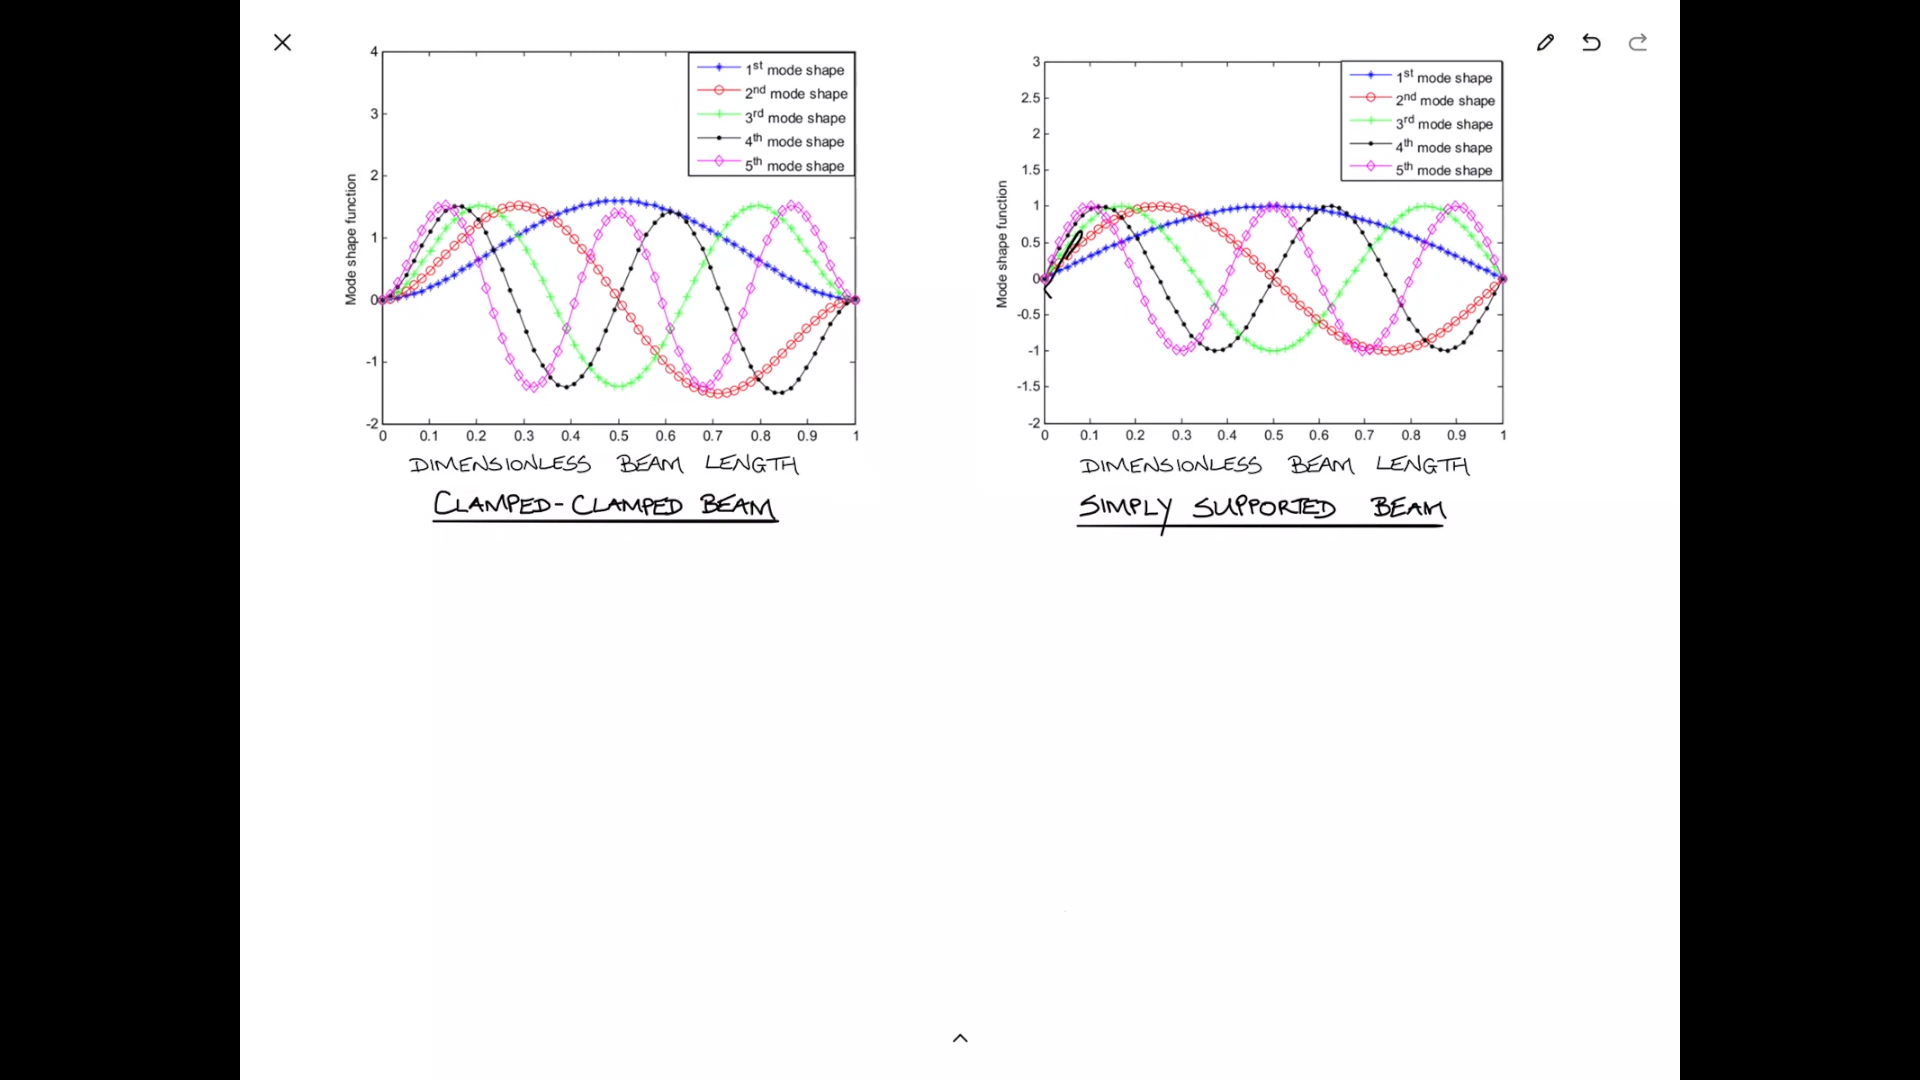 4
3
2
1
0
-1
-2
Mode shape function
1st mode shape
2nd mode shape
3rd mode shape
4th mode shape
5th mode shape
0 0.1 0.2 0.3 0.4 0.5 0.6 0.7 0.8 0.9 1
DIMENSIONLESS BEAM LENGTH
CLAMPED-CLAMPED BEAM
3
2.5
2
1.5
1
0.5
0
-0.5
-1
-1.5
-2
Mode shape function
1st mode shape
2nd mode shape
3rd mode shape
4th mode shape
5th mode shape
0 0.1 0.2 0.3 0.4 0.5 0.6 0.7 0.8 0.9 1
DIMENSIONLESS BEAM LENGTH
SIMPLY SUPPORTED BEAM